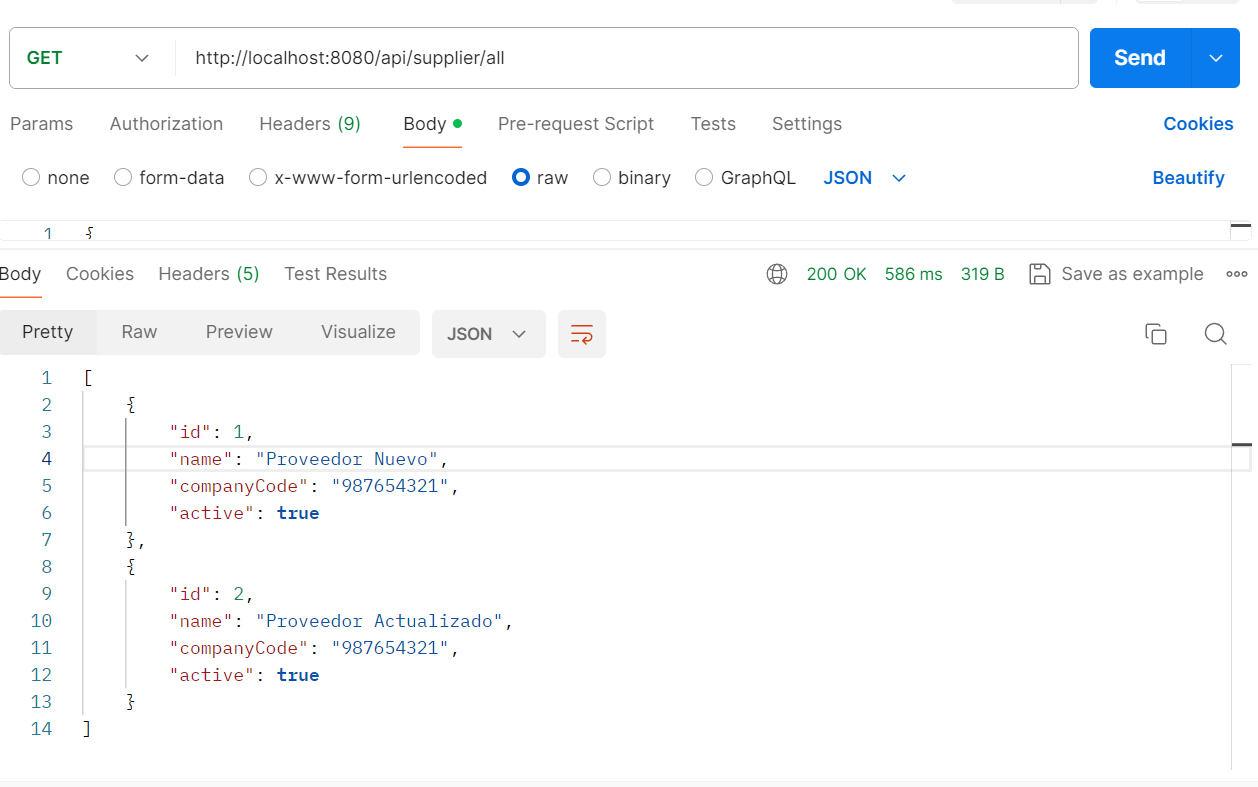 GET http://localhost:8080/api/supplier/all Send
Params Authorization Headers (9) Body Pre-request Script Tests Settings Cookies
none form-data x-www-form-urlencoded raw binary GraphQL JSON Beautify
1 {
Body Cookies Headers (5) Test Results 200 OK 586 ms 319 B Save as example
Pretty Raw Preview Visualize JSON
1 [
2 {
3 "id": 1,
4 "name": "Proveedor Nuevo",
5 "companyCode": "987654321",
6 "active": true
7 },
8 {
9 "id": 2,
10 "name": "Proveedor Actualizado",
11 "companyCode": "987654321",
12 "active": true
13 }
14 ]